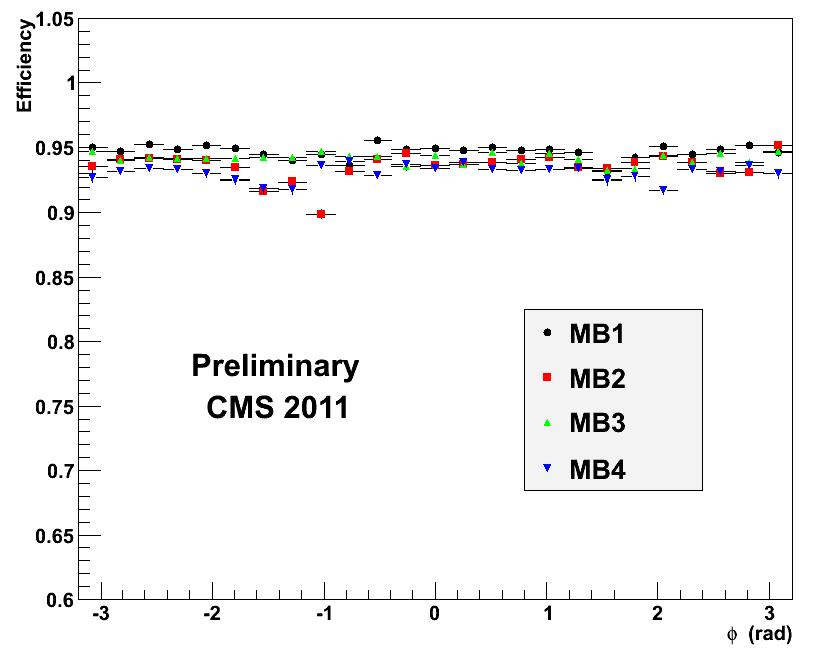 Efficiency
1.05
1
0.95
0.9
0.85
0.8
0.75
0.7
0.65
0.6
Preliminary
CMS 2011
MB1
MB2
MB3
MB4
-3 -2 -1 0 1 2 3
ϕ (rad)